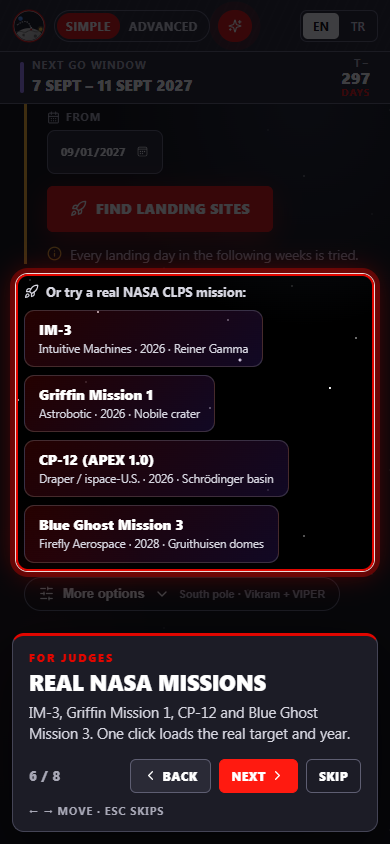 SIMPLE ADVANCED EN TR
NEXT GO WINDOW
7 SEPT – 11 SEPT 2027
T–
297
DAYS
FROM
09/01/2027
FIND LANDING SITES
Every landing day in the following weeks is tried.
Or try a real NASA CLPS mission:
IM-3
Intuitive Machines · 2026 · Reiner Gamma
Griffin Mission 1
Astrobotic · 2026 · Nobile crater
CP-12 (APEX 1.0)
Draper / ispace-U.S. · 2026 · Schrödinger basin
Blue Ghost Mission 3
Firefly Aerospace · 2028 · Gruithuisen domes
More options South pole · Vikram + VIPER
FOR JUDGES
REAL NASA MISSIONS
IM-3, Griffin Mission 1, CP-12 and Blue Ghost
Mission 3. One click loads the real target and year.
6 / 8 BACK NEXT SKIP
← → MOVE · ESC SKIPS